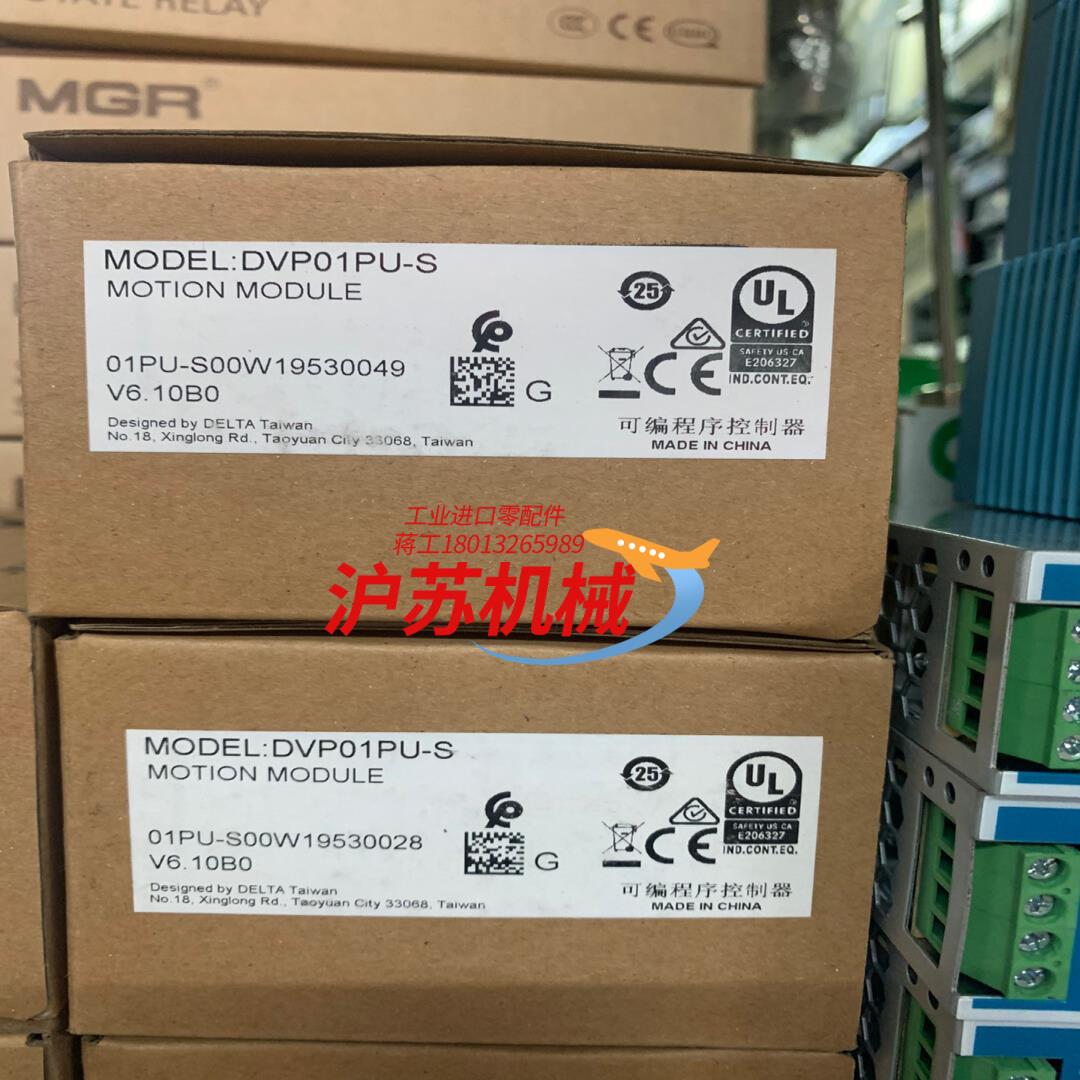 STATE RELAY
CCC CE
MGR®
MODEL:DVP01PU-S
MOTION MODULE
25
UL
CERTIFIED
SAFETY US CA
E206327
IND.CONT.EQ.
CE
01PU-S00W19530049
V6.10B0
G
Designed by DELTA Taiwan
No.18, Xinglong Rd., Taoyuan City 33068, Taiwan
可编程序控制器
MADE IN CHINA
工业进口零配件
蒋工18013265989
沪苏机械
MODEL:DVP01PU-S
MOTION MODULE
25
UL
CERTIFIED
SAFETY US CA
E206327
IND.CONT.EQ.
CE
01PU-S00W19530028
V6.10B0
G
Designed by DELTA Taiwan
No.18, Xinglong Rd., Taoyuan City 33068, Taiwan
可编程序控制器
MADE IN CHINA